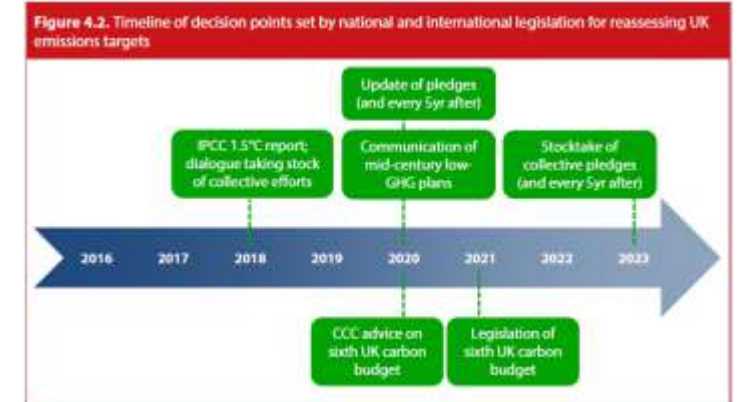 Figure 4.2. Timeline of decision points set by national and international legislation for reassessing UK
emissions targets
Update of pledges
(and every 5yr after)
IPCC 1.5°C report;
dialogue taking stock
of collective efforts
Communication of
mid-century low-
GHG plans
Stocktake of
collective pledges
(and every 5yr after)
2016 2017 2018 2019 2020 2021 2022 2023
CCC advice on
sixth UK carbon
budget
Legislation of
sixth UK carbon
budget